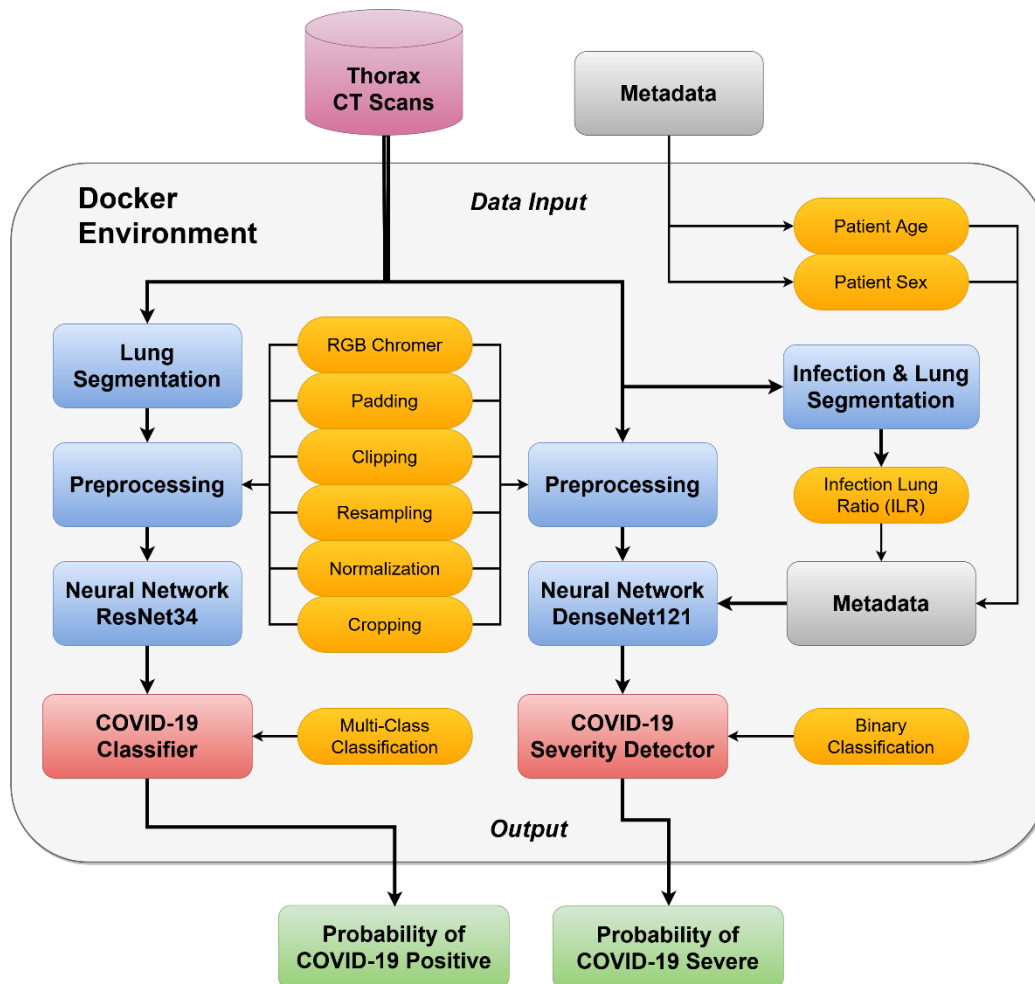 Thorax
CT Scans
Metadata
Docker
Environment
Data Input
Patient Age
Patient Sex
Lung
Segmentation
RGB Chromer
Padding
Clipping
Resampling
Normalization
Cropping
Infection & Lung
Segmentation
Preprocessing
Preprocessing
Infection Lung
Ratio (ILR)
Neural Network
ResNet34
Neural Network
DenseNet121
Metadata
COVID-19
Classifier
Multi-Class
Classification
COVID-19
Severity Detector
Binary
Classification
Output
Probability of
COVID-19 Positive
Probability of
COVID-19 Severe